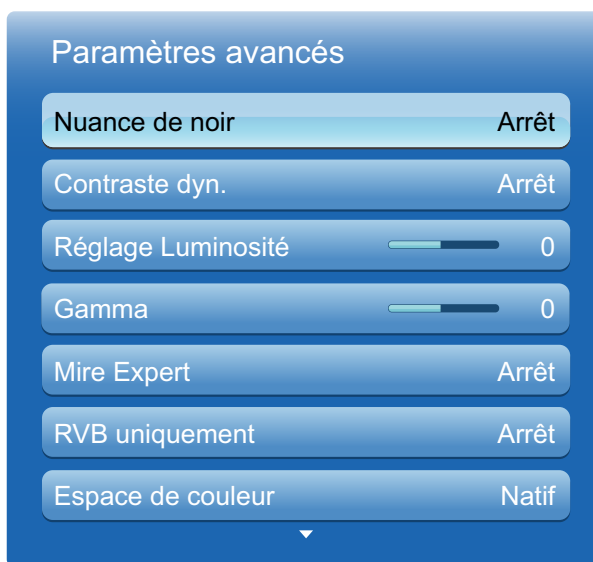 Paramètres avancés
Nuance de noir Arrêt
Contraste dyn. Arrêt
Réglage Luminosité 0
Gamma 0
Mire Expert Arrêt
RVB uniquement Arrêt
Espace de couleur Natif